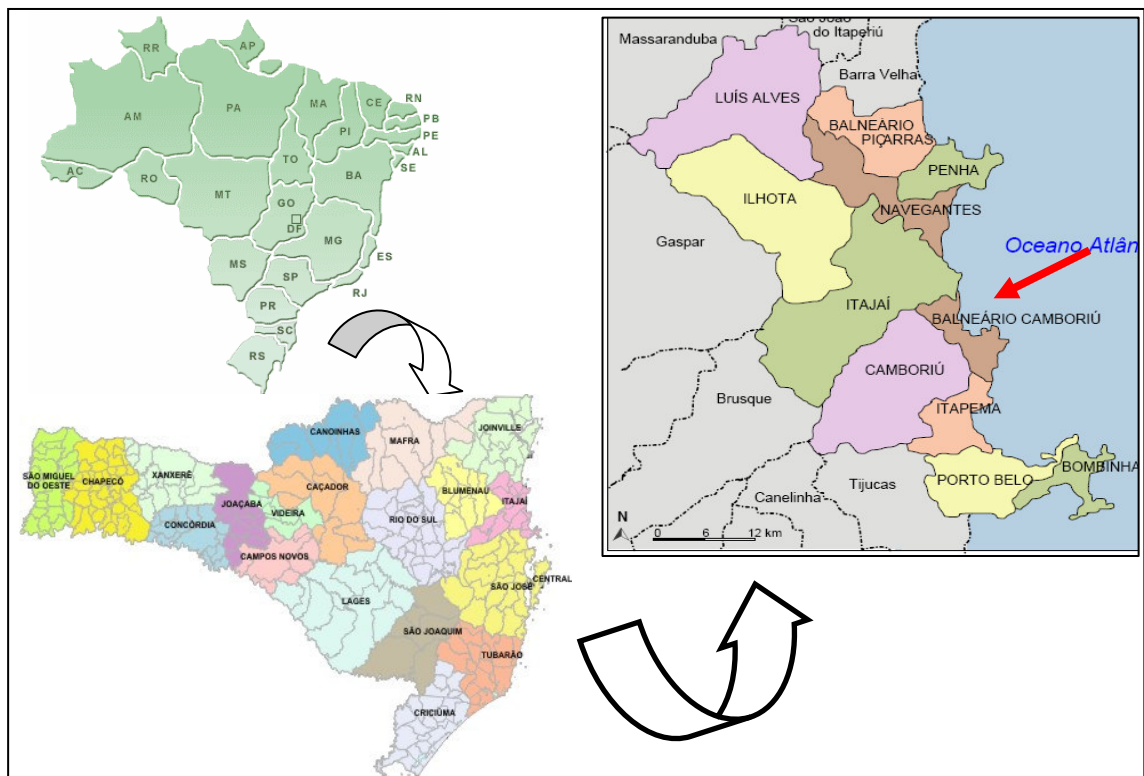 RR
AP
AM
PA
MA
CE
RN
PB
PE
AL
SE
PI
AC
RO
TO
BA
MT
GO
DF
MG
ES
MS
SP
RJ
PR
SC
RS
CANOINHAS
MAFRA
JOINVILLE
SÃO MIGUEL
DO OESTE
CHAPECÓ
XANXERÊ
JOAÇABA
CAÇADOR
VIDEIRA
BLUMENAU
ITAJAÍ
CONCÓRDIA
RIO DO SUL
CAMPOS NOVOS
LAGES
SÃO JOSÉ
CENTRAL
SÃO JOAQUIM
TUBARÃO
CRICIÚMA
São João
do Itaperiú
Massaranduba
Barra Velha
LUÍS ALVES
BALNEÁRIO
PIÇARRAS
PENHA
ILHOTA
NAVEGANTES
Gaspar
Oceano Atlân
ITAJAÍ
BALNEÁRIO CAMBORIÚ
CAMBORIÚ
Brusque
ITAPEMA
BOMBINHA
PORTO BELO
Tijucas
Canelinha
N
0 6 12 km